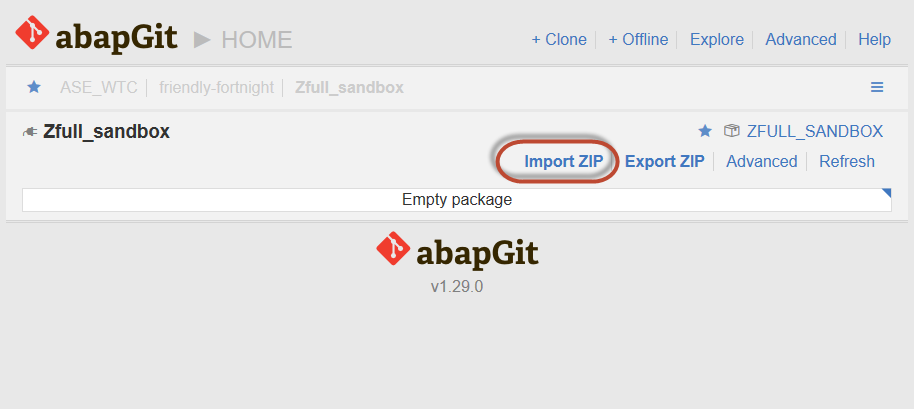 abapGit ▶ HOME + Clone + Offline Explore Advanced Help
ASE_WTC friendly-fortnight Zfull_sandbox
Zfull_sandbox ZFULL_SANDBOX
Import ZIP Export ZIP Advanced Refresh
Empty package
abapGit
v1.29.0